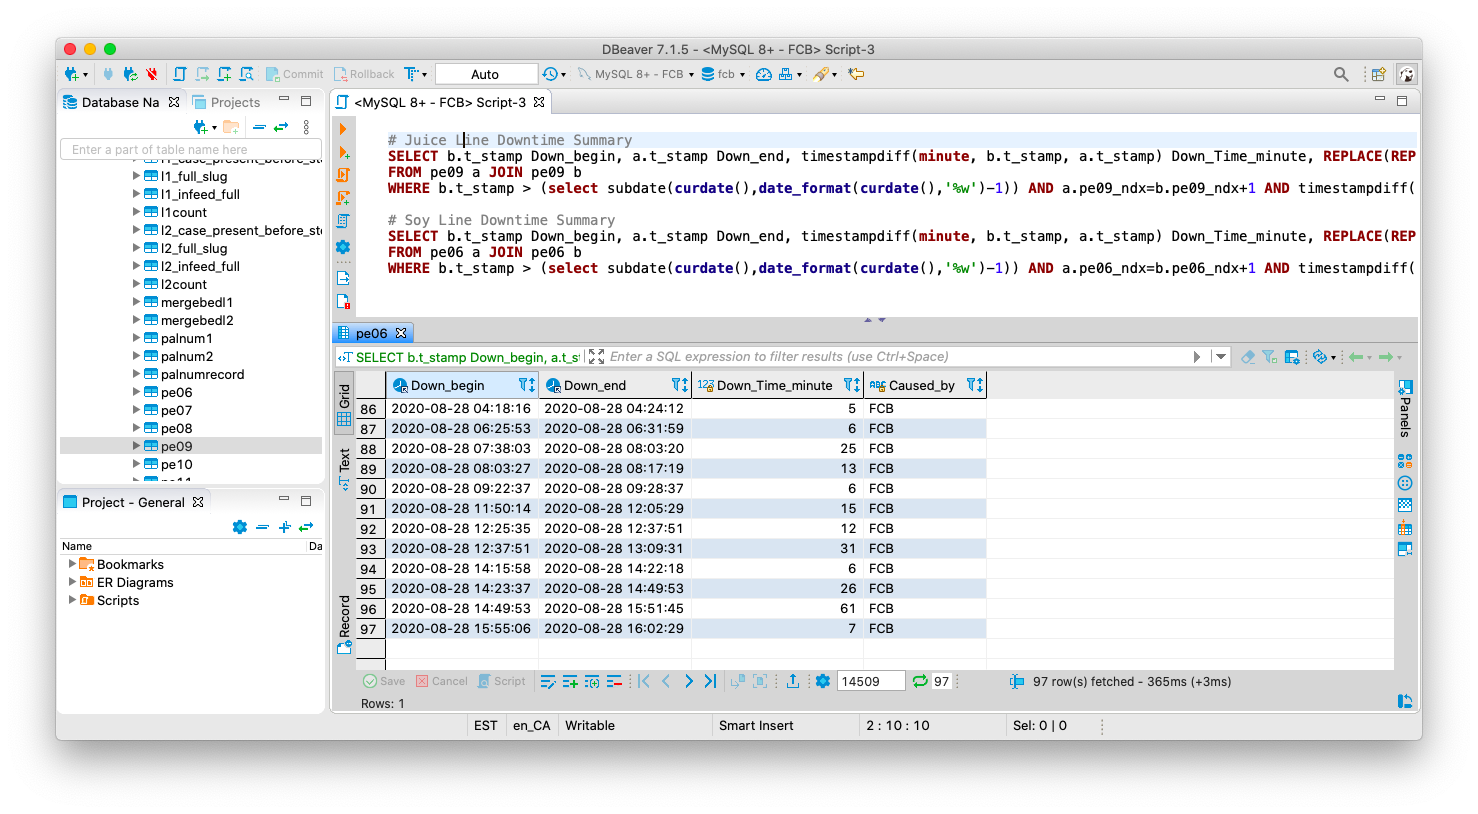 DBeaver 7.1.5 - <MySQL 8+ - FCB> Script-3
Commit Rollback Auto MySQL 8+ - FCB fcb
Database Na Projects
Enter a part of table name here
l1_case_present_before_st
l1_full_slug
l1_infeed_full
l1count
l2_case_present_before_st
l2_full_slug
l2_infeed_full
l2count
mergebedl1
mergebedl2
palnum1
palnum2
palnumrecord
pe06
pe07
pe08
pe09
pe10
pe11
Project - General
Name Da
Bookmarks
ER Diagrams
Scripts
<MySQL 8+ - FCB> Script-3
# Juice Line Downtime Summary
SELECT b.t_stamp Down_begin, a.t_stamp Down_end, timestampdiff(minute, b.t_stamp, a.t_stamp) Down_Time_minute, REPLACE(REP
FROM pe09 a JOIN pe09 b
WHERE b.t_stamp > (select subdate(curdate(),date_format(curdate(),'%w')-1)) AND a.pe09_ndx=b.pe09_ndx+1 AND timestampdiff(
# Soy Line Downtime Summary
SELECT b.t_stamp Down_begin, a.t_stamp Down_end, timestampdiff(minute, b.t_stamp, a.t_stamp) Down_Time_minute, REPLACE(REP
FROM pe06 a JOIN pe06 b
WHERE b.t_stamp > (select subdate(curdate(),date_format(curdate(),'%w')-1)) AND a.pe06_ndx=b.pe06_ndx+1 AND timestampdiff(
pe06
SELECT b.t_stamp Down_begin, a.t_s Enter a SQL expression to filter results (use Ctrl+Space)
Grid
Text
Record
Down_begin Down_end 123 Down_Time_minute ABC Caused_by
86 2020-08-28 04:18:16 2020-08-28 04:24:12 5 FCB
87 2020-08-28 06:25:53 2020-08-28 06:31:59 6 FCB
88 2020-08-28 07:38:03 2020-08-28 08:03:20 25 FCB
89 2020-08-28 08:03:27 2020-08-28 08:17:19 13 FCB
90 2020-08-28 09:22:37 2020-08-28 09:28:37 6 FCB
91 2020-08-28 11:50:14 2020-08-28 12:05:29 15 FCB
92 2020-08-28 12:25:35 2020-08-28 12:37:51 12 FCB
93 2020-08-28 12:37:51 2020-08-28 13:09:31 31 FCB
94 2020-08-28 14:15:58 2020-08-28 14:22:18 6 FCB
95 2020-08-28 14:23:37 2020-08-28 14:49:53 26 FCB
96 2020-08-28 14:49:53 2020-08-28 15:51:45 61 FCB
97 2020-08-28 15:55:06 2020-08-28 16:02:29 7 FCB
Panels
Save Cancel Script 14509 97 97 row(s) fetched - 365ms (+3ms)
Rows: 1
EST en_CA Writable Smart Insert 2 : 10 : 10 Sel: 0 | 0